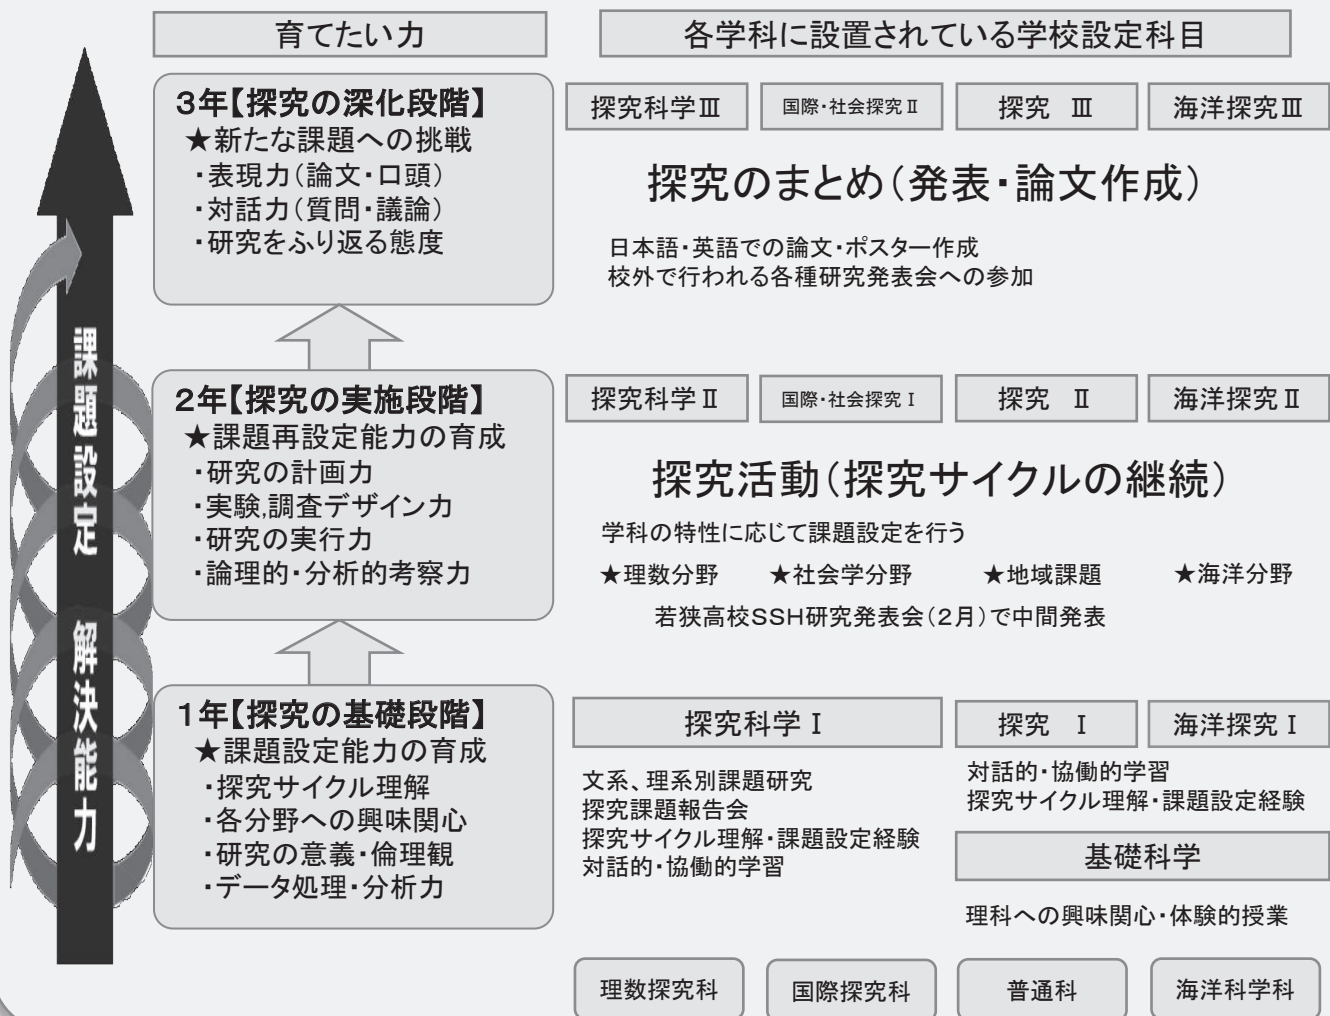 育てたい力
各学科に設置されている学校設定科目
課題設定 解決能力
3年【探究の深化段階】
★新たな課題への挑戦
・表現力(論文・口頭)
・対話力(質問・議論)
・研究をふり返る態度
探究科学Ⅲ
国際・社会探究Ⅱ
探究 Ⅲ
海洋探究Ⅲ
探究のまとめ(発表・論文作成)
日本語・英語での論文・ポスター作成
校外で行われる各種研究発表会への参加
2年【探究の実施段階】
★課題再設定能力の育成
・研究の計画力
・実験,調査デザイン力
・研究の実行力
・論理的・分析的考察力
探究科学Ⅱ
国際・社会探究Ⅰ
探究 Ⅱ
海洋探究Ⅱ
探究活動(探究サイクルの継続)
学科の特性に応じて課題設定を行う
★理数分野
★社会学分野
★地域課題
★海洋分野
若狭高校SSH研究発表会(2月)で中間発表
1年【探究の基礎段階】
★課題設定能力の育成
・探究サイクル理解
・各分野への興味関心
・研究の意義・倫理観
・データ処理・分析力
探究科学Ⅰ
文系、理系別課題研究
探究課題報告会
探究サイクル理解・課題設定経験
対話的・協働的学習
探究 Ⅰ
海洋探究Ⅰ
対話的・協働的学習
探究サイクル理解・課題設定経験
基礎科学
理科への興味関心・体験的授業
理数探究科
国際探究科
普通科
海洋科学科